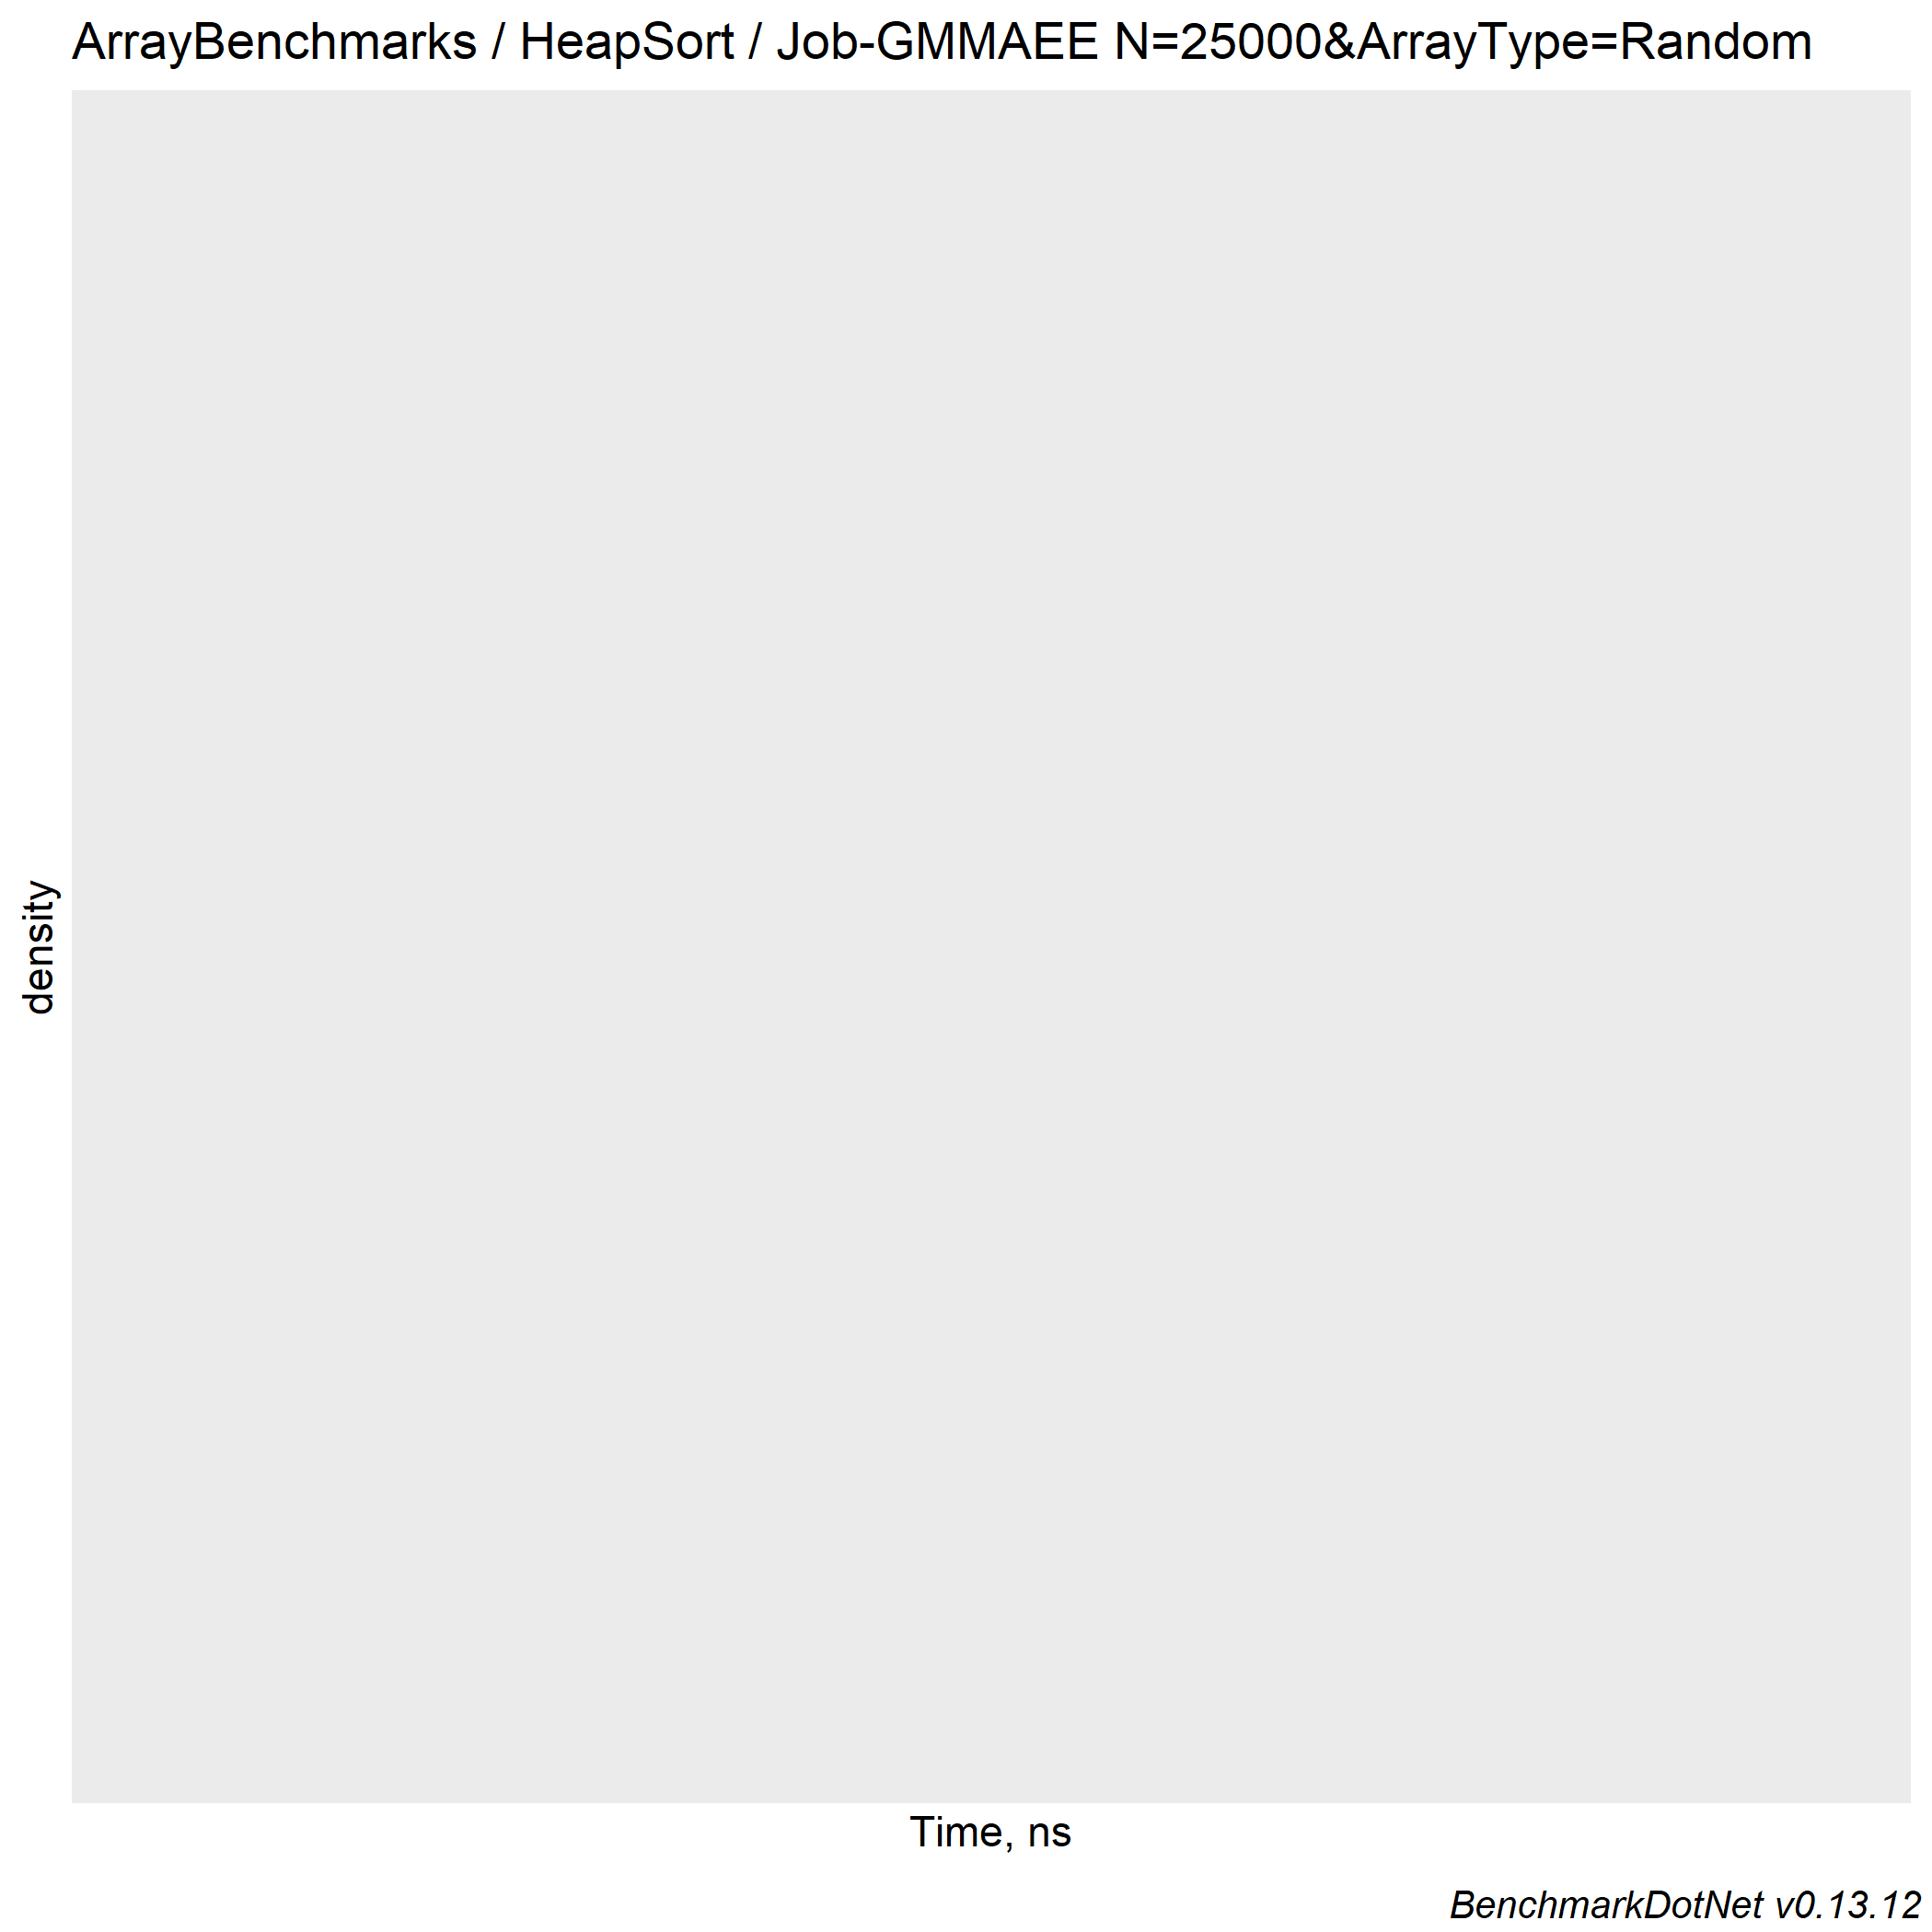 ArrayBenchmarks / HeapSort / Job-GMMAEE N=25000&ArrayType=Random
density
Time, ns
BenchmarkDotNet v0.13.12